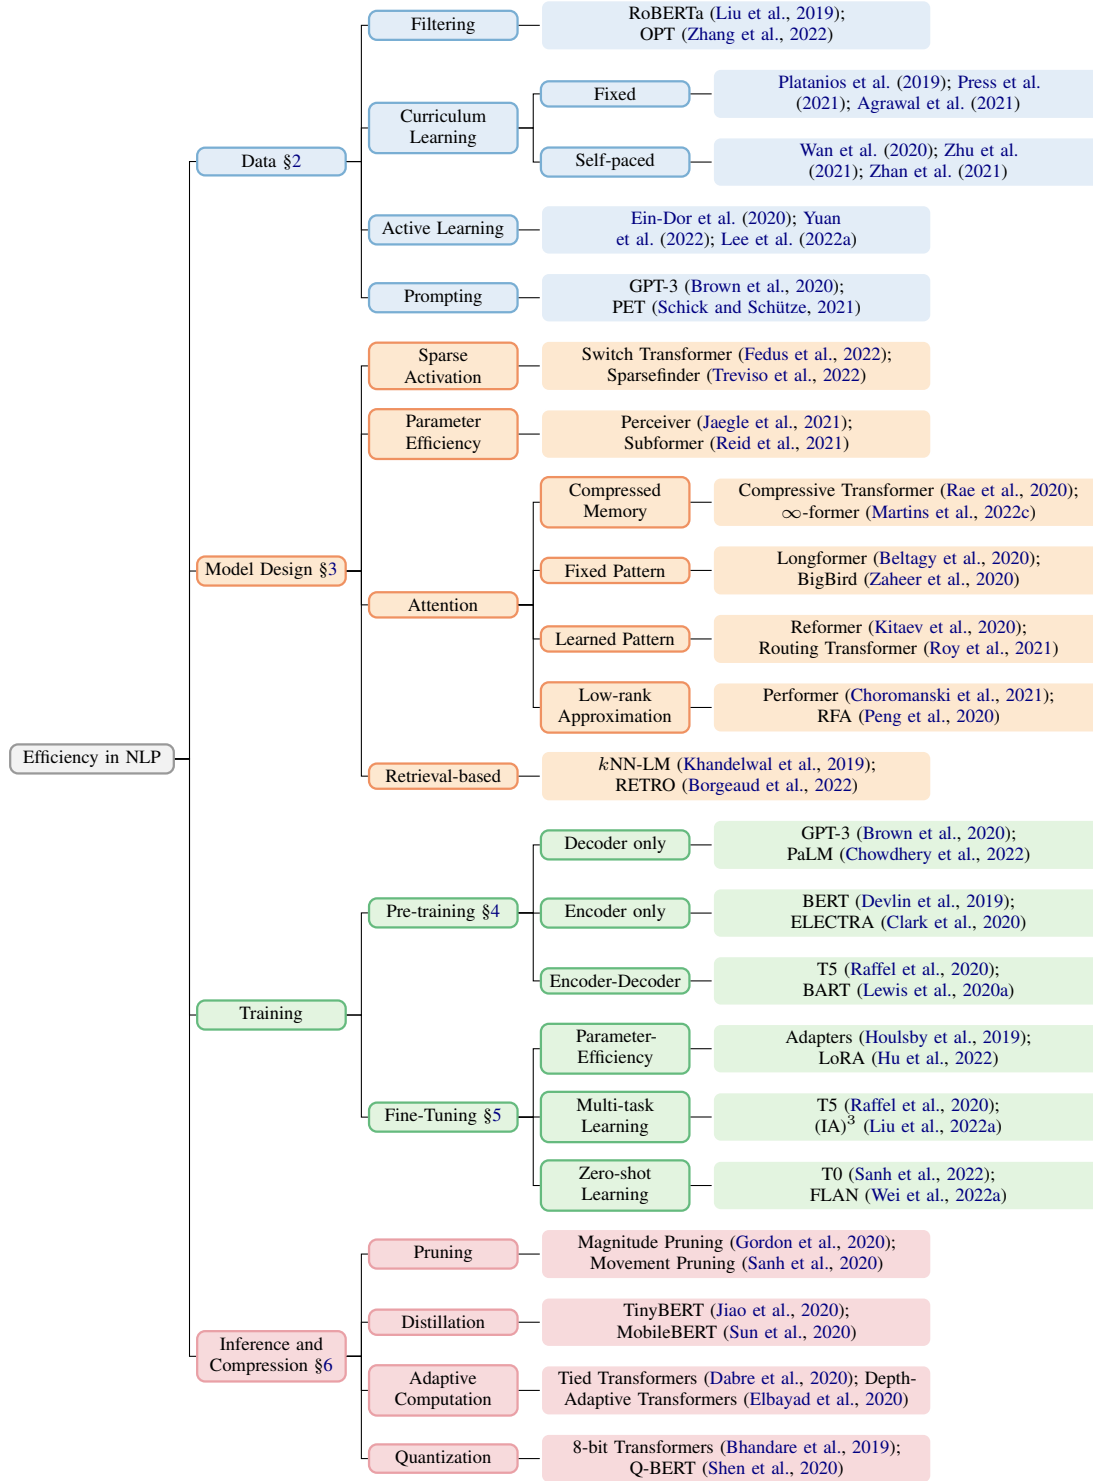 Efficiency in NLP
Data §2
Filtering
RoBERTa (Liu et al., 2019);
OPT (Zhang et al., 2022)
Curriculum
Learning
Fixed
Platanios et al. (2019); Press et al.
(2021); Agrawal et al. (2021)
Self-paced
Wan et al. (2020); Zhu et al.
(2021); Zhan et al. (2021)
Active Learning
Ein-Dor et al. (2020); Yuan
et al. (2022); Lee et al. (2022a)
Prompting
GPT-3 (Brown et al., 2020);
PET (Schick and Schütze, 2021)
Model Design §3
Sparse
Activation
Switch Transformer (Fedus et al., 2022);
Sparsefinder (Treviso et al., 2022)
Parameter
Efficiency
Perceiver (Jaegle et al., 2021);
Subformer (Reid et al., 2021)
Attention
Compressed
Memory
Compressive Transformer (Rae et al., 2020);
∞-former (Martins et al., 2022c)
Fixed Pattern
Longformer (Beltagy et al., 2020);
BigBird (Zaheer et al., 2020)
Learned Pattern
Reformer (Kitaev et al., 2020);
Routing Transformer (Roy et al., 2021)
Low-rank
Approximation
Performer (Choromanski et al., 2021);
RFA (Peng et al., 2020)
Retrieval-based
kNN-LM (Khandelwal et al., 2019);
RETRO (Borgeaud et al., 2022)
Training
Pre-training §4
Decoder only
GPT-3 (Brown et al., 2020);
PaLM (Chowdhery et al., 2022)
Encoder only
BERT (Devlin et al., 2019);
ELECTRA (Clark et al., 2020)
Encoder-Decoder
T5 (Raffel et al., 2020);
BART (Lewis et al., 2020a)
Fine-Tuning §5
Parameter-
Efficiency
Adapters (Houlsby et al., 2019);
LoRA (Hu et al., 2022)
Multi-task
Learning
T5 (Raffel et al., 2020);
(IA)³ (Liu et al., 2022a)
Zero-shot
Learning
T0 (Sanh et al., 2022);
FLAN (Wei et al., 2022a)
Inference and
Compression §6
Pruning
Magnitude Pruning (Gordon et al., 2020);
Movement Pruning (Sanh et al., 2020)
Distillation
TinyBERT (Jiao et al., 2020);
MobileBERT (Sun et al., 2020)
Adaptive
Computation
Tied Transformers (Dabre et al., 2020); Depth-
Adaptive Transformers (Elbayad et al., 2020)
Quantization
8-bit Transformers (Bhandare et al., 2019);
Q-BERT (Shen et al., 2020)